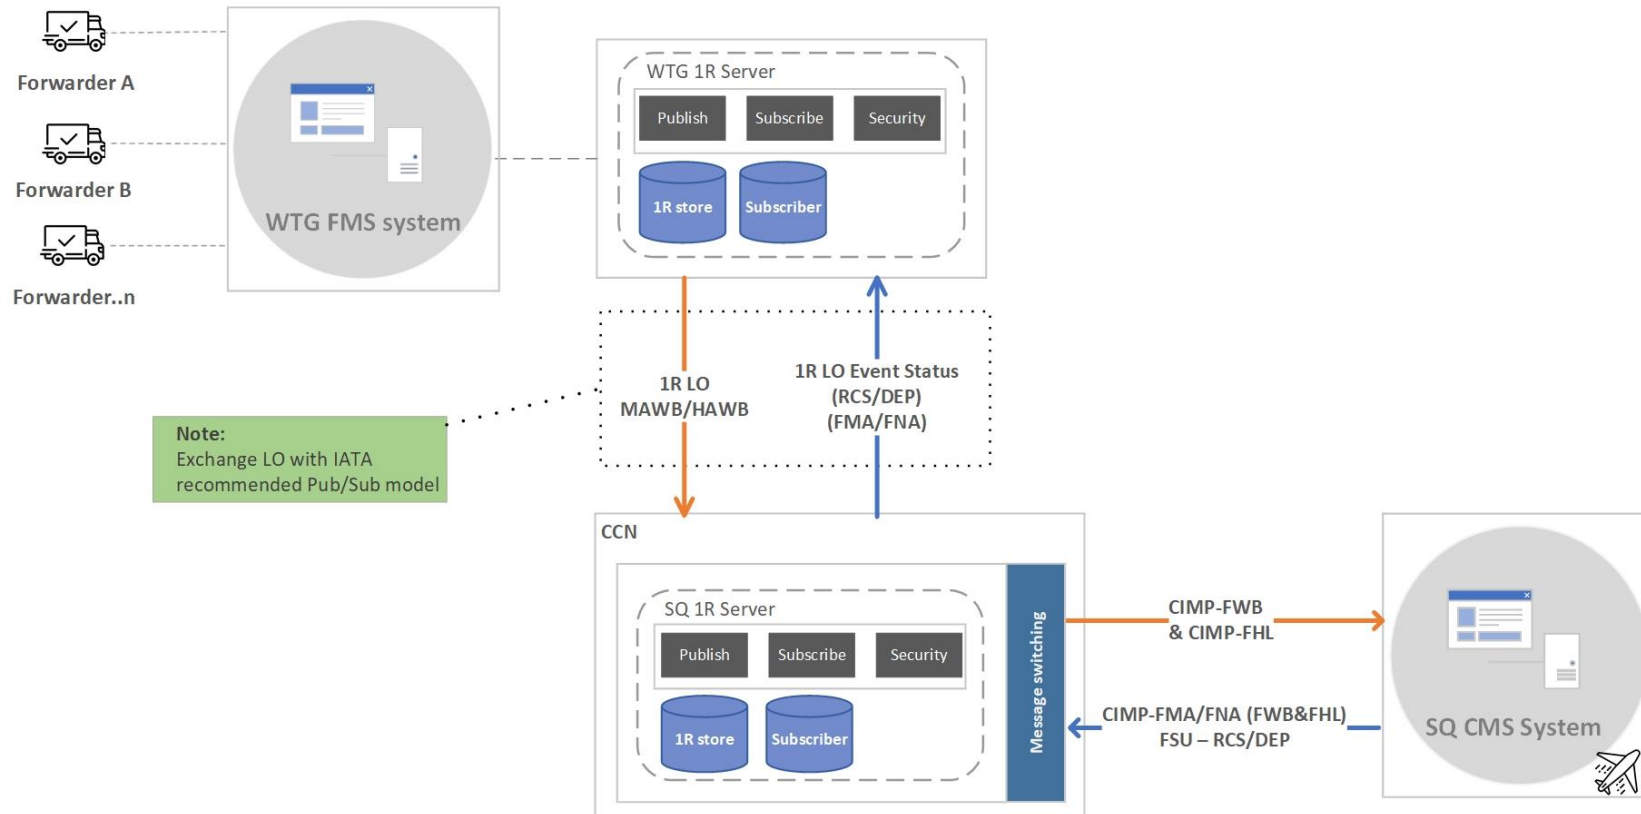 Forwarder A
Forwarder B
Forwarder..n
WTG FMS system
WTG 1R Server
Publish
Subscribe
Security
1R store
Subscriber
1R LO
MAWB/HAWB
1R LO Event Status
(RCS/DEP)
(FMA/FNA)
Note:
Exchange LO with IATA
recommended Pub/Sub model
CCN
SQ 1R Server
Publish
Subscribe
Security
1R store
Subscriber
Message switching
CIMP-FWB
& CIMP-FHL
CIMP-FMA/FNA (FWB&FHL)
FSU – RCS/DEP
SQ CMS System